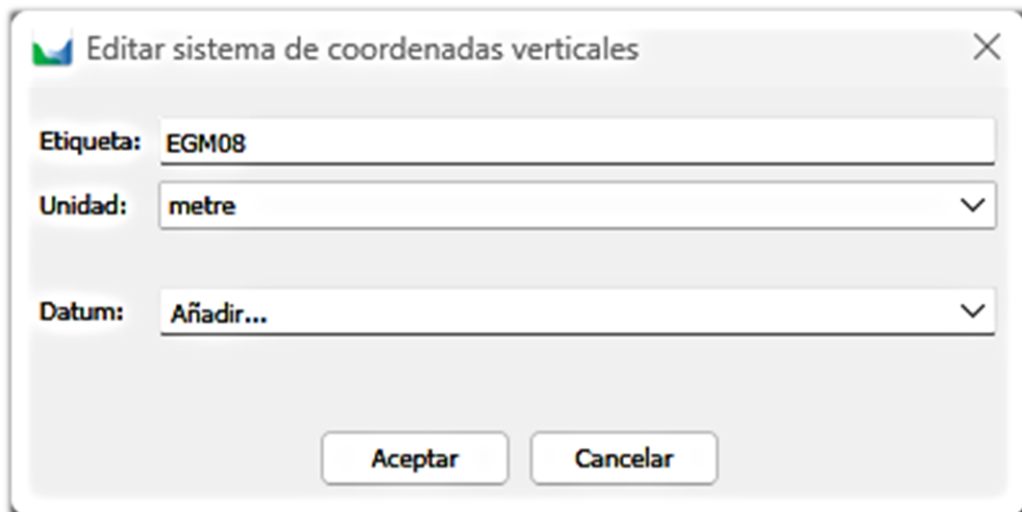 Editar sistema de coordenadas verticales
Etiqueta: EGM08
Unidad: metre
Datum: Añadir...
Aceptar Cancelar